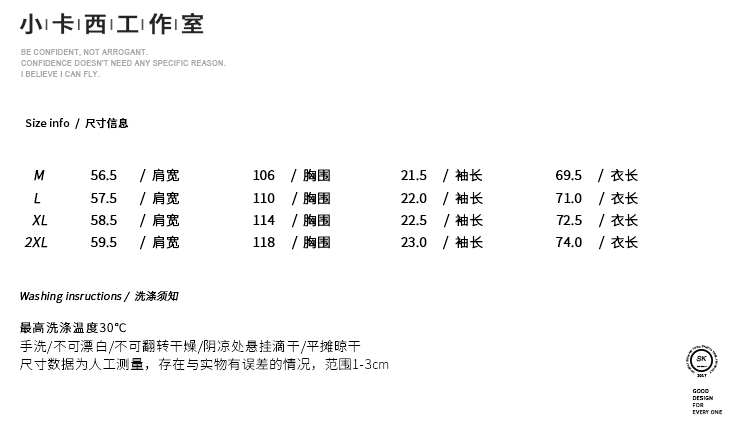 小|卡|西|工|作|室
BE CONFIDENT, NOT ARROGANT.
CONFIDENCE DOESN'T NEED ANY SPECIFIC REASON.
I BELIEVE I CAN FLY.
Size info / 尺寸信息
M 56.5 / 肩宽 106 / 胸围 21.5 / 袖长 69.5 / 衣长
L 57.5 / 肩宽 110 / 胸围 22.0 / 袖长 71.0 / 衣长
XL 58.5 / 肩宽 114 / 胸围 22.5 / 袖长 72.5 / 衣长
2XL 59.5 / 肩宽 118 / 胸围 23.0 / 袖长 74.0 / 衣长
Washing insructions / 洗涤须知
最高洗涤温度30℃
手洗/不可漂白/不可翻转干燥/阴凉处悬挂滴干/平摊晾干
尺寸数据为人工测量，存在与实物有误差的情况，范围1-3cm
SK
2017
GOOD
DESIGN
FOR
EVERY ONE